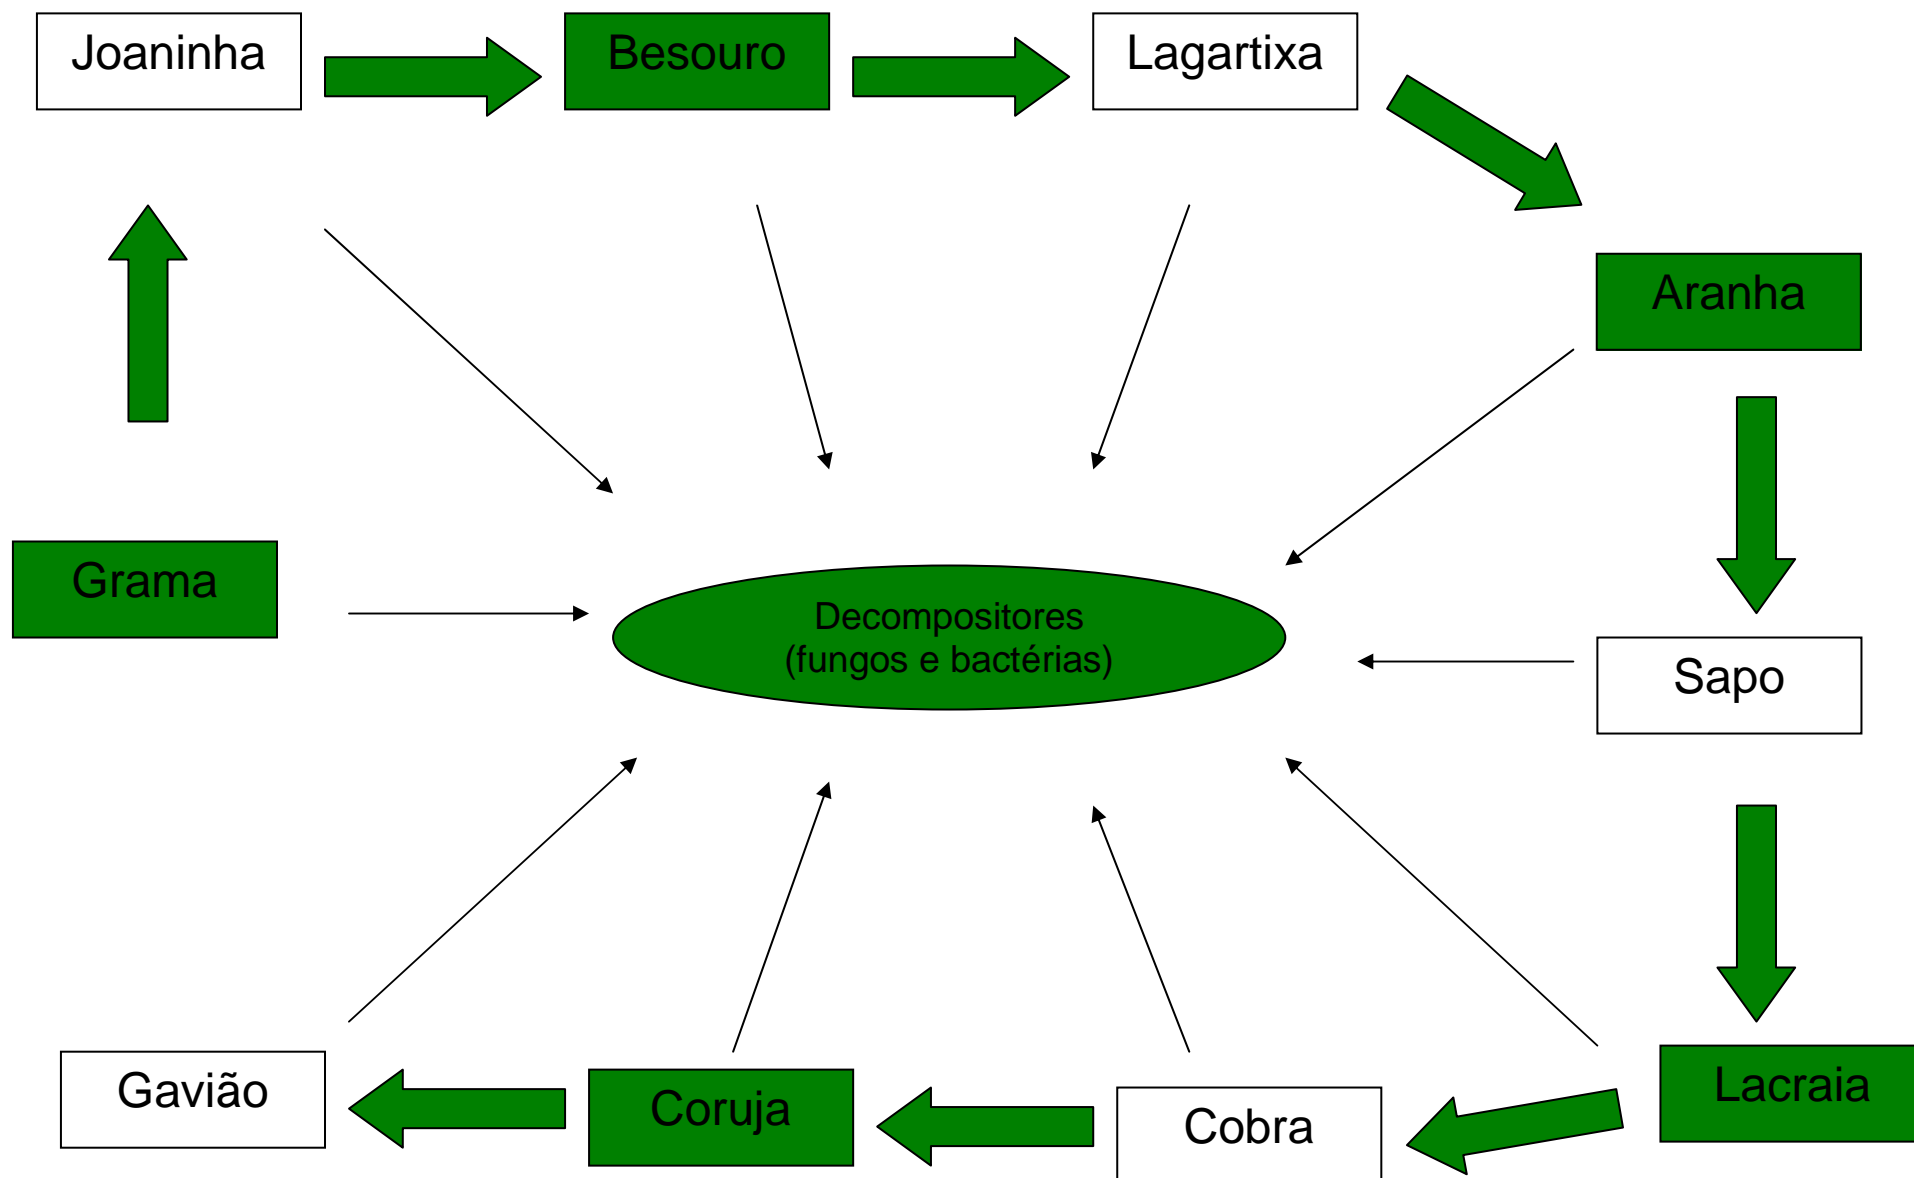 Joaninha
Besouro
Lagartixa
Aranha
Grama
Decompositores
(fungos e bactérias)
Sapo
Gavião
Coruja
Cobra
Lacraia